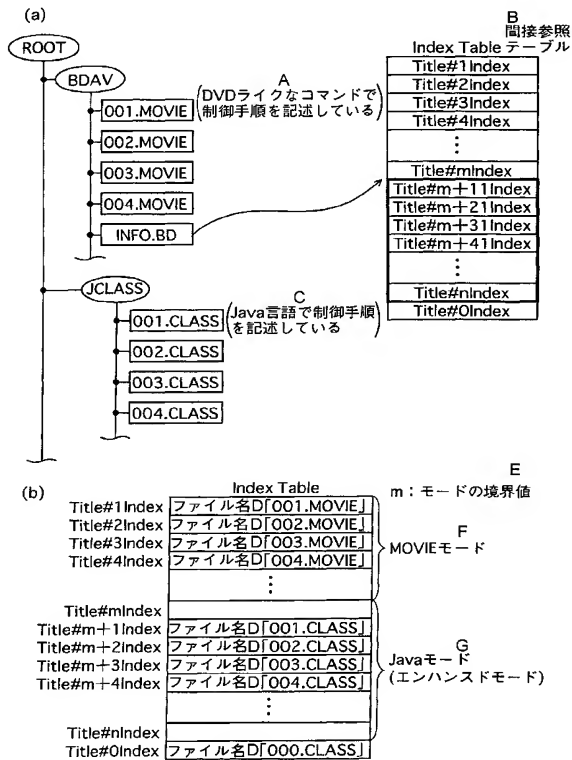 (a)
ROOT
BDAV
001.MOVIE
002.MOVIE
003.MOVIE
004.MOVIE
INFO.BD
A
(DVDライクなコマンドで
制御手順を記述している)
B
間接参照
Index Table テーブル
Title#1Index
Title#2Index
Title#3Index
Title#4Index
⋮
Title#mIndex
Title#m+11Index
Title#m+21Index
Title#m+31Index
Title#m+41Index
⋮
Title#nIndex
Title#0Index
JCLASS
001.CLASS
002.CLASS
003.CLASS
004.CLASS
C
(Java言語で制御手順
を記述している)
(b)
Index Table
Title#1Index ファイル名D「001.MOVIE」
Title#2Index ファイル名D「002.MOVIE」
Title#3Index ファイル名D「003.MOVIE」
Title#4Index ファイル名D「004.MOVIE」
⋮
Title#mIndex
Title#m+1Index ファイル名D「001.CLASS」
Title#m+2Index ファイル名D「002.CLASS」
Title#m+3Index ファイル名D「003.CLASS」
Title#m+4Index ファイル名D「004.CLASS」
⋮
Title#nIndex
Title#0Index ファイル名D「000.CLASS」
E
m:モードの境界値
F
MOVIEモード
G
Javaモード
(エンハンスドモード)